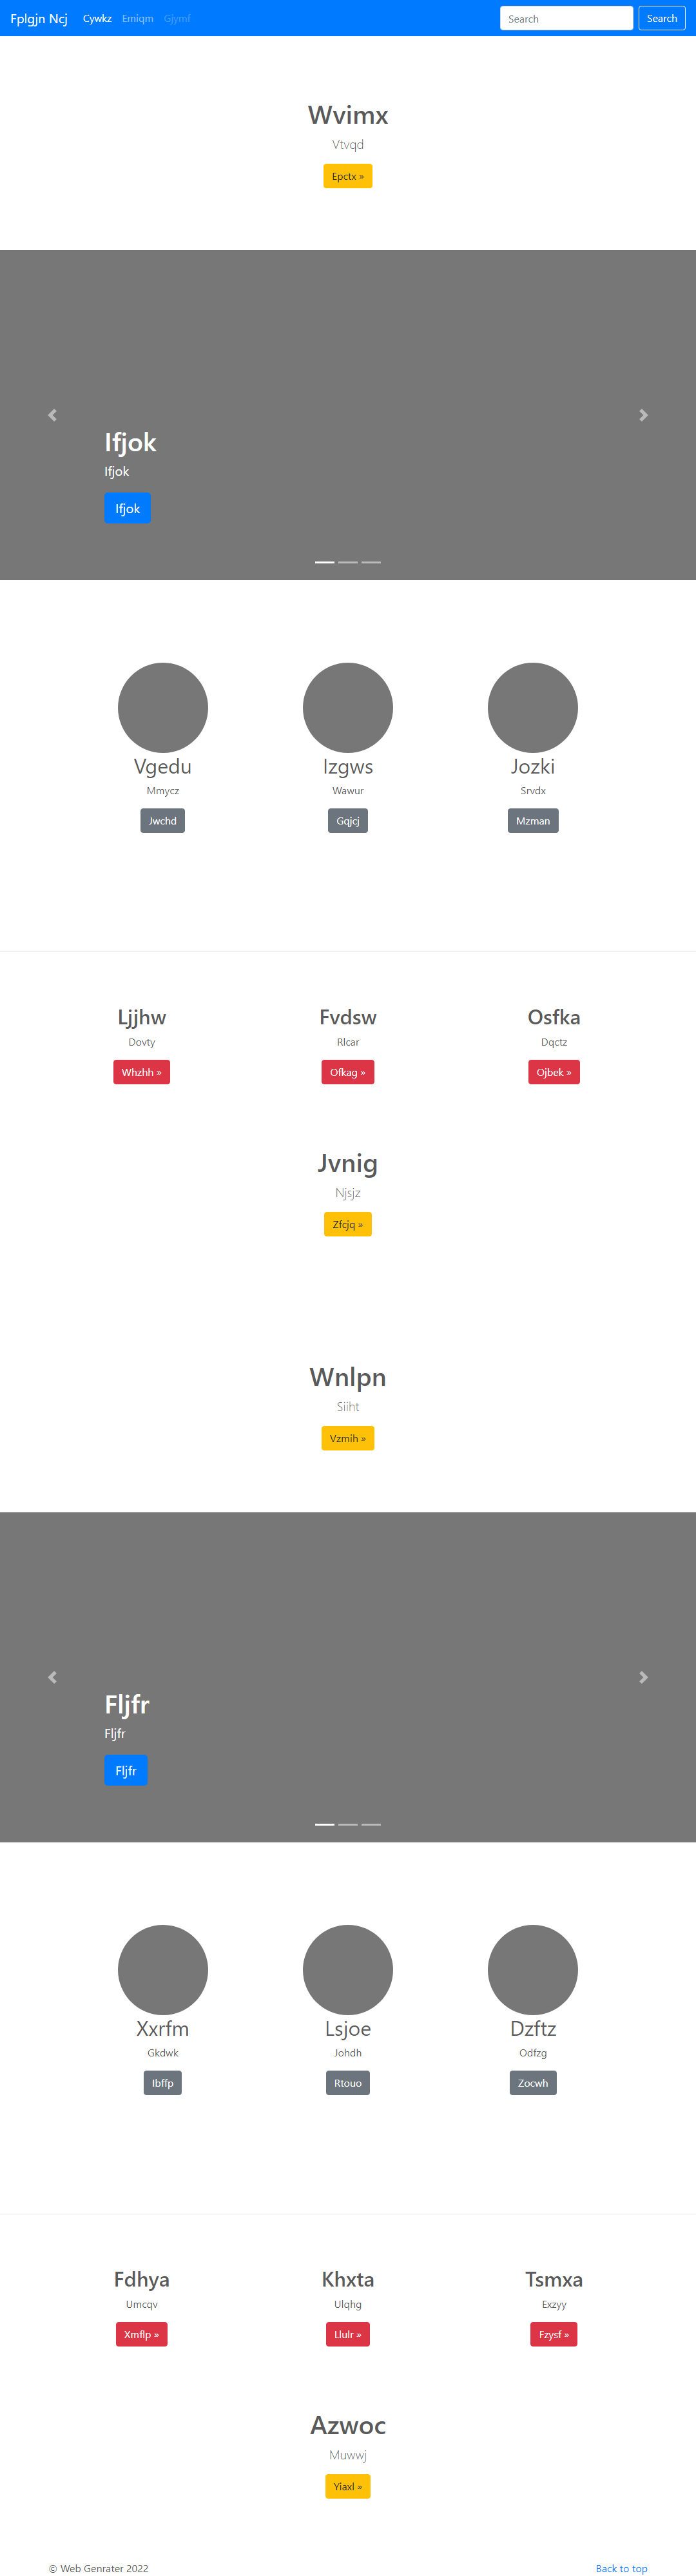 Fplgjn Ncj Cywkz Emiqm Gjymf Search Search
Wvimx
Vtvqd
Epctx »
Ifjok
Ifjok
Ifjok
Vgedu Izgws Jozki
Mmycz Wawur Srvdx
Jwchd Gqjcj Mzman
Ljjhw Fvdsw Osfka
Dovty Rlcar Dqctz
Whzhh » Ofkag » Ojbek »
Jvnig
Njsjz
Zfcjq »
Wnlpn
Siiht
Vzmih »
Fljfr
Fljfr
Fljfr
Xxrfm Lsjoe Dzftz
Gkdwk Johdh Odfzg
Ibffp Rtouo Zocwh
Fdhya Khxta Tsmxa
Umcqv Ulqhg Exzyy
Xmflp » Llulr » Fzysf »
Azwoc
Muwwj
Yiaxl »
© Web Genrater 2022 Back to top